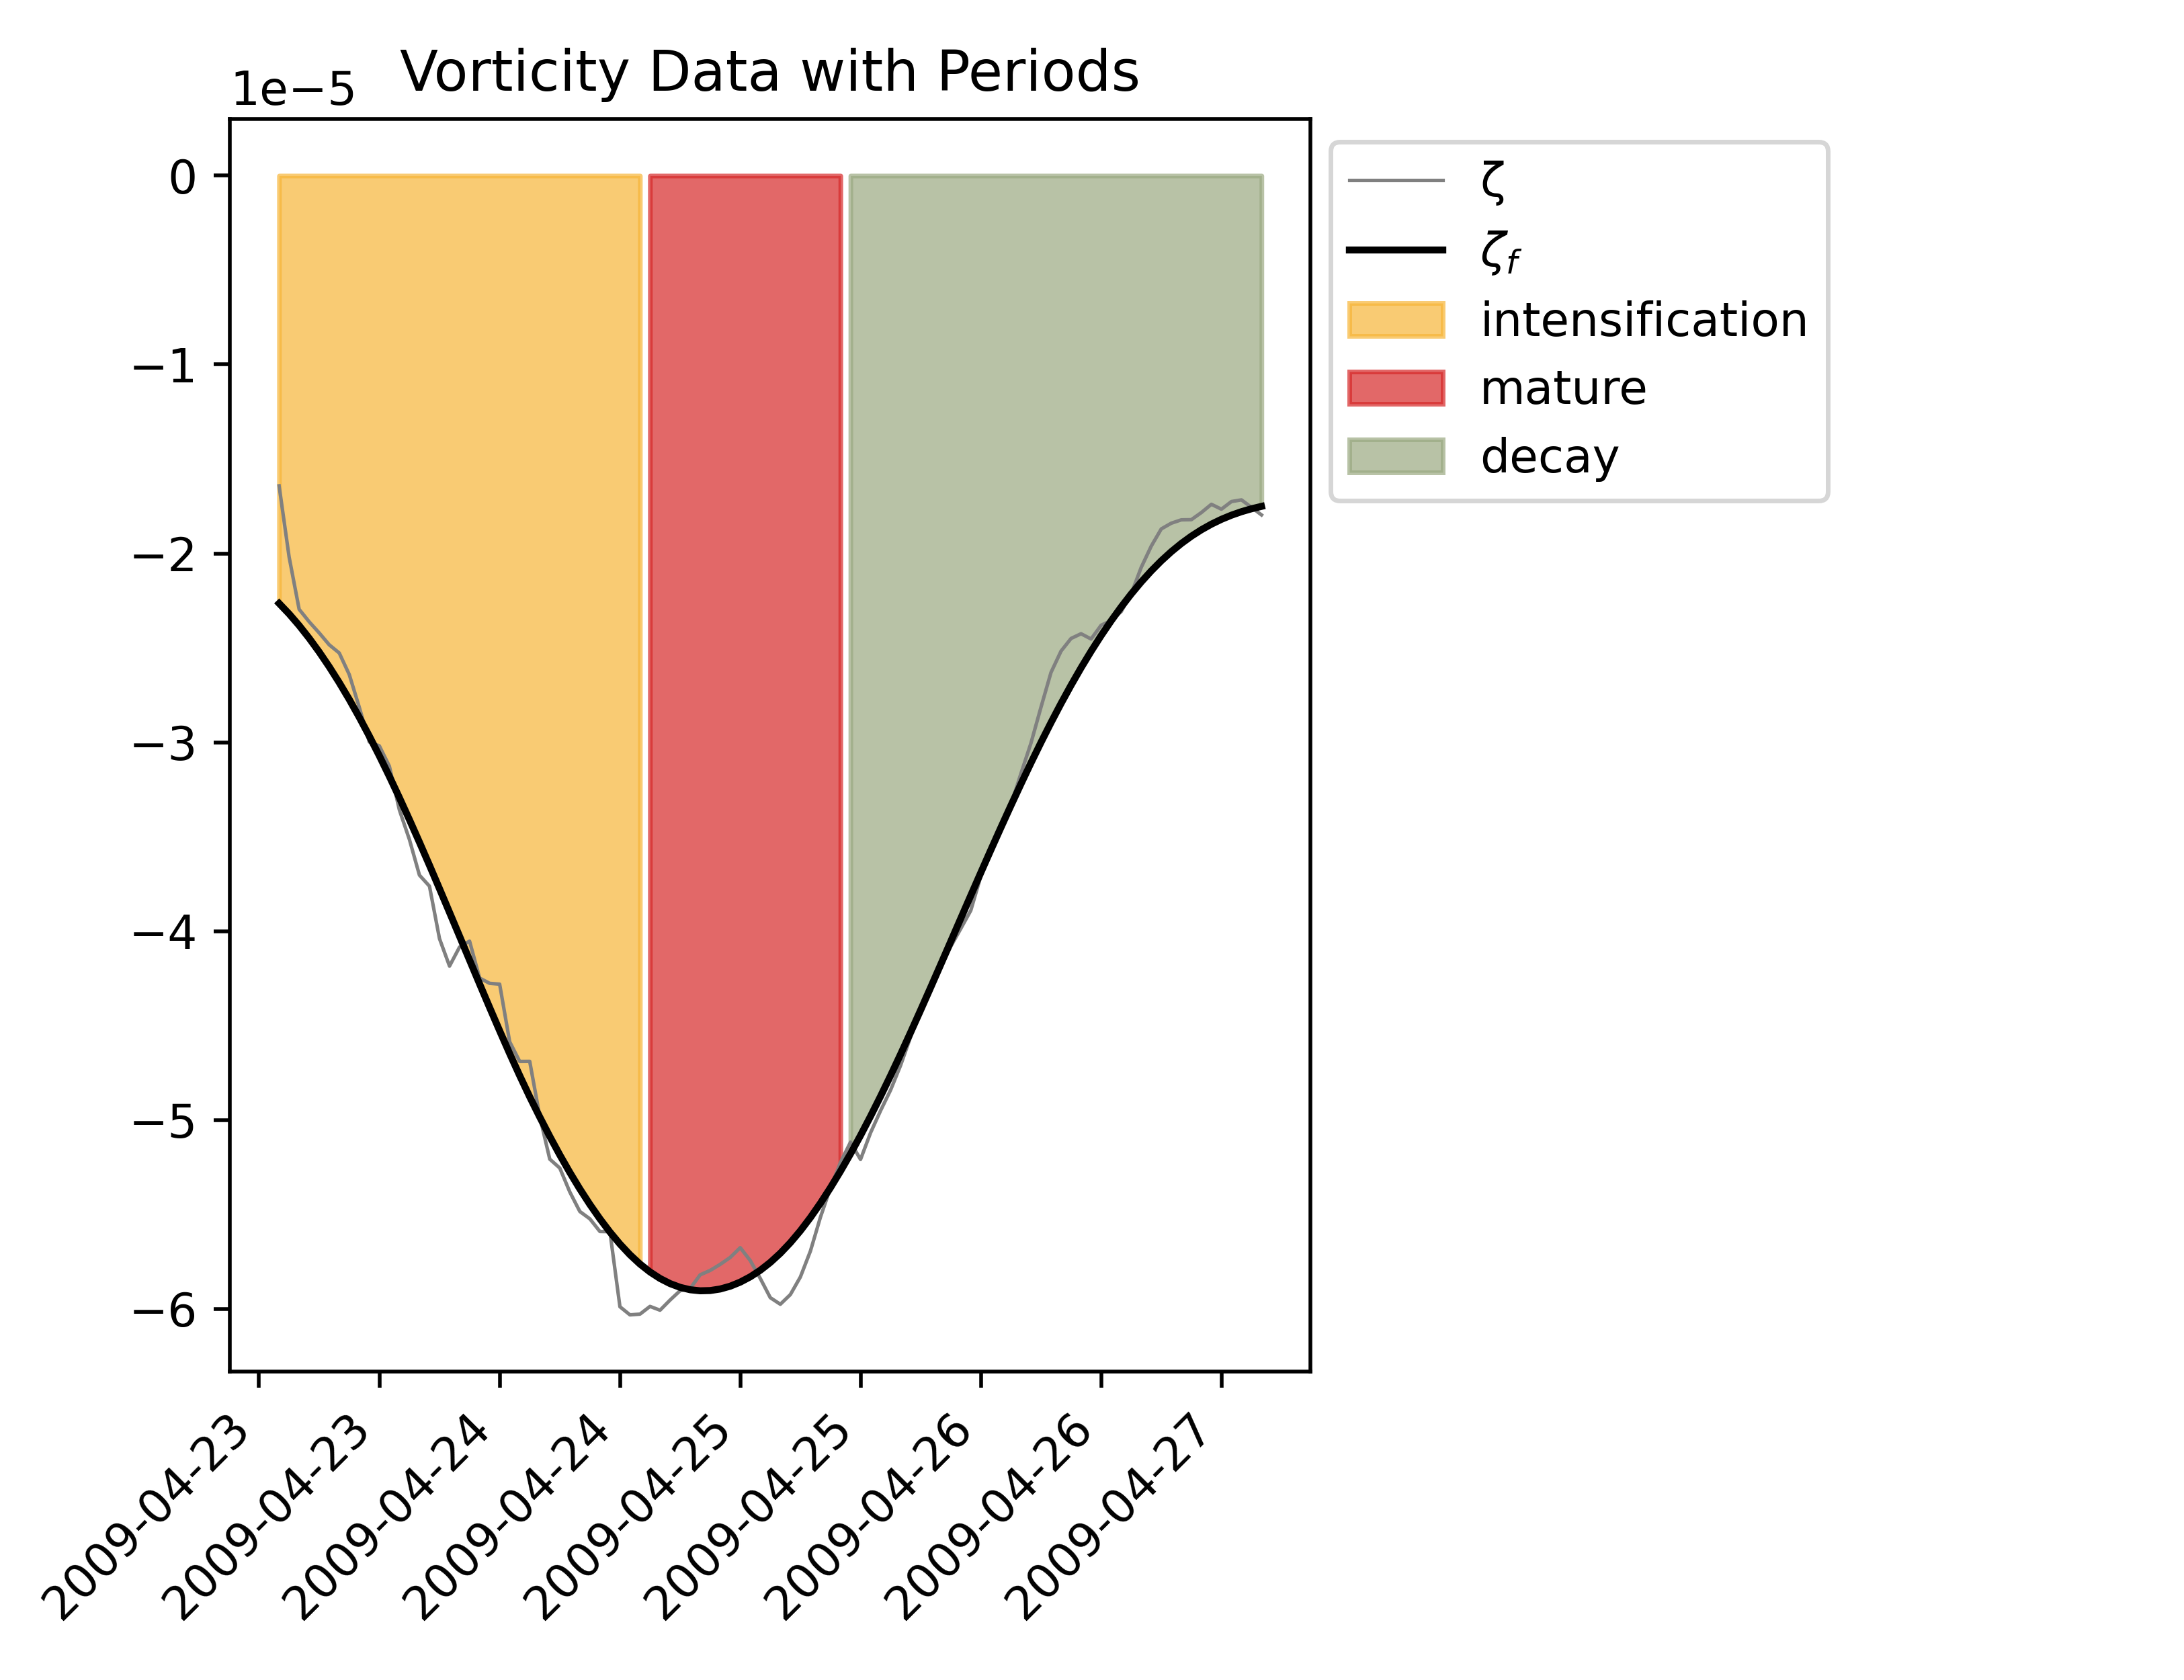 Vorticity Data with Periods
1e−5
0
−1
−2
−3
−4
−5
−6
2009-04-23
2009-04-23
2009-04-24
2009-04-24
2009-04-25
2009-04-25
2009-04-26
2009-04-26
2009-04-27
ζ
ζf
intensification
mature
decay